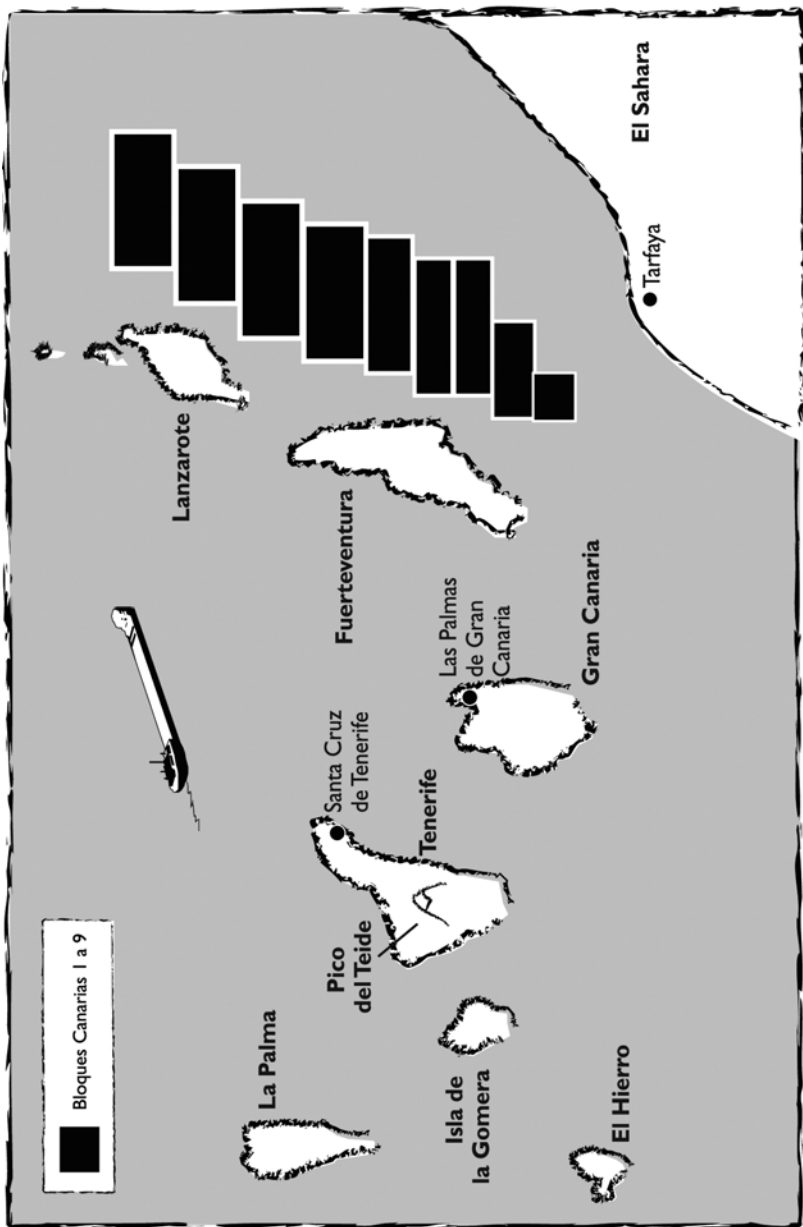 Bloques Canarias 1 a 9
La Palma
Isla de
la Gomera
El Hierro
Pico
del Teide
Santa Cruz
de Tenerife
Tenerife
Las Palmas
de Gran
Canaria
Gran Canaria
Fuerteventura
Lanzarote
Tarfaya
El Sahara